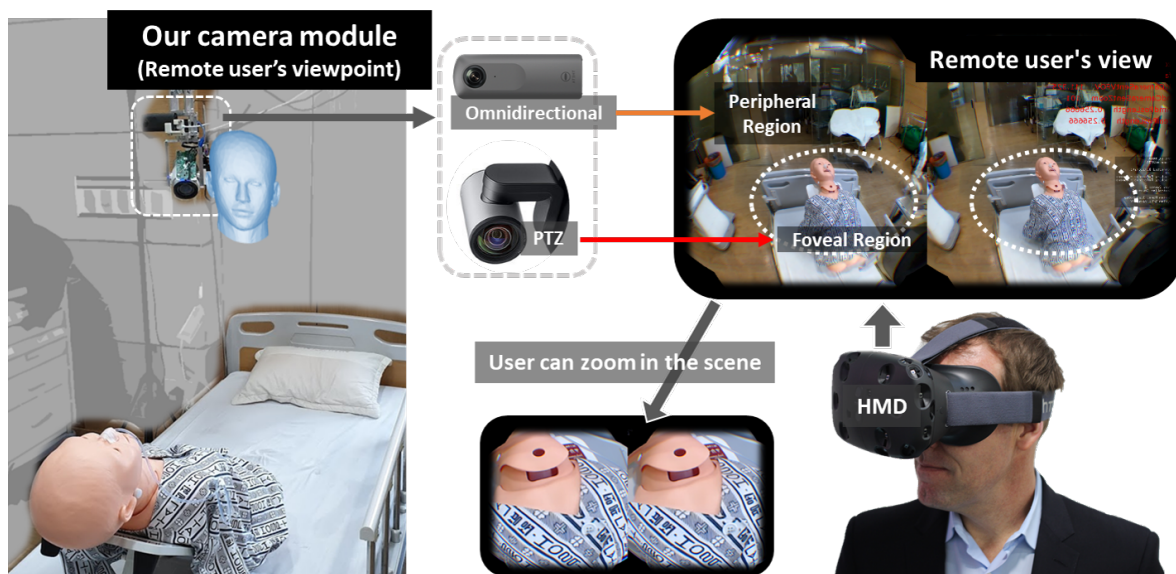 Our camera module
(Remote user's viewpoint)
Omnidirectional
PTZ
Remote user's view
Peripheral
Region
Foveal Region
User can zoom in the scene
HMD